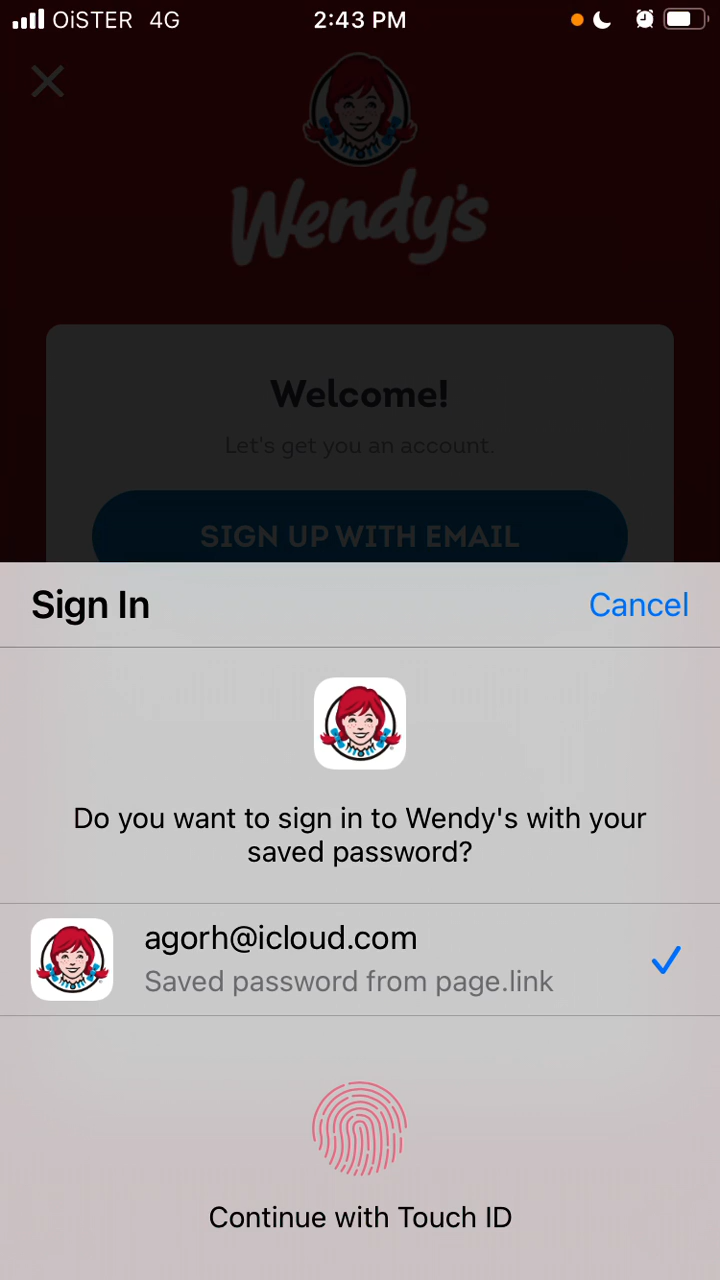 OiSTER 4G 2:43 PM
Wendy's
Welcome!
Let's get you an account.
SIGN UP WITH EMAIL
Sign In Cancel
Do you want to sign in to Wendy's with your
saved password?
agorh@icloud.com
Saved password from page.link
Continue with Touch ID